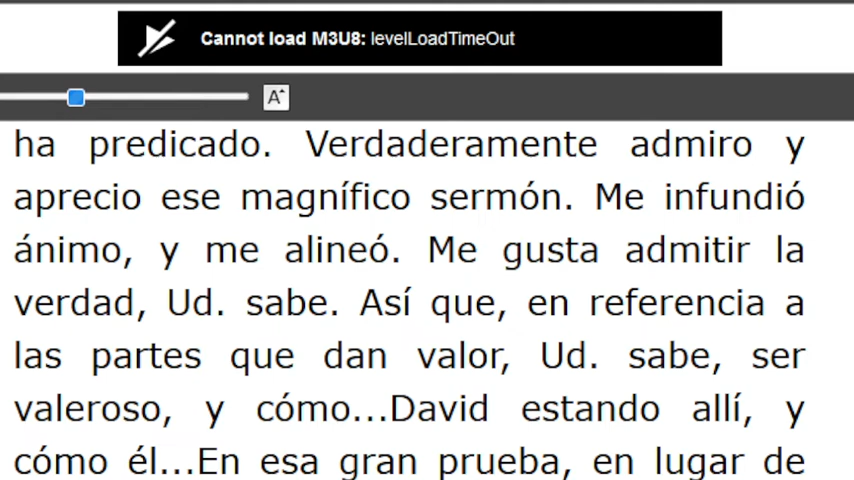 Cannot load M3U8: levelLoadTimeOut
A
ha predicado. Verdaderamente admiro y
aprecio ese magnífico sermón. Me infundió
ánimo, y me alineó. Me gusta admitir la
verdad, Ud. sabe. Así que, en referencia a
las partes que dan valor, Ud. sabe, ser
valeroso, y cómo...David estando allí, y
cómo él...En esa gran prueba, en lugar de